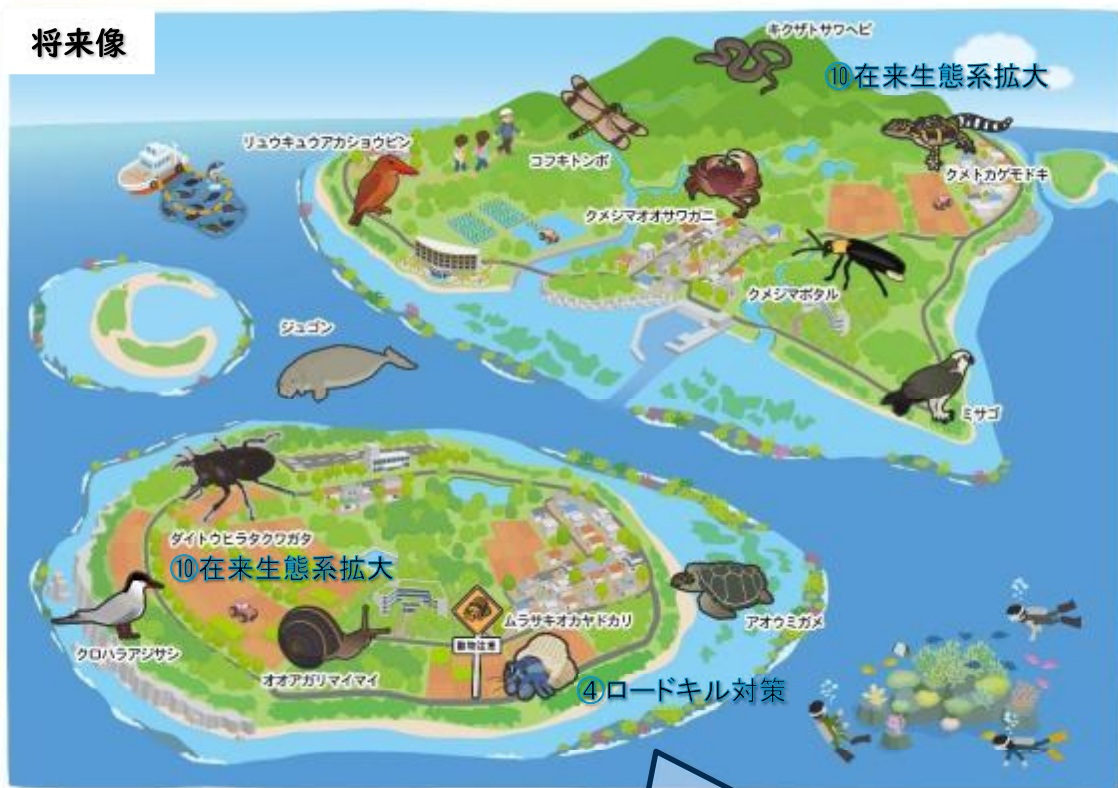 将来像
キクザトサワヘビ
⑩在来生態系拡大
リュウキュウアカショウビン
コフキトンボ
クメトカゲモドキ
クメシマオオサワガニ
クメシマボタル
ジュゴン
ミサゴ
ダイトウヒラタクワガタ
⑩在来生態系拡大
ムラサキオカヤドカリ
アオウミガメ
動物注意
クロハラアジサシ
オオアガリマイマイ
④ロードキル対策